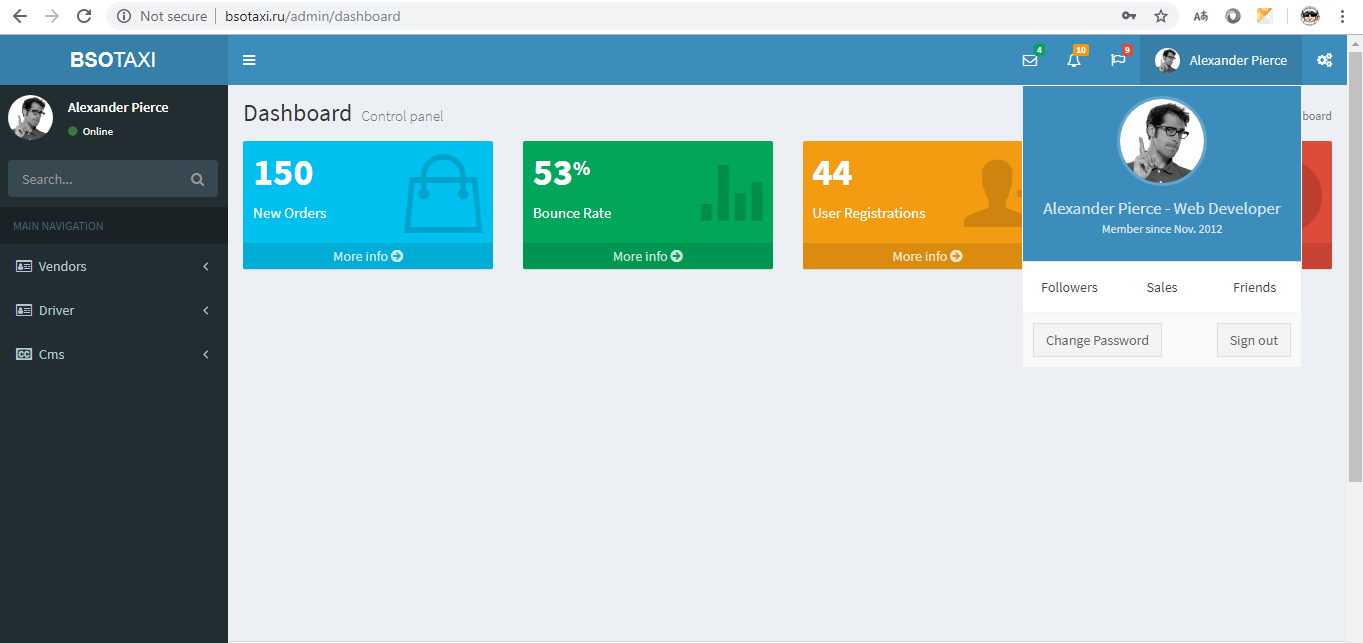 Not secure
bsotaxi.ru/admin/dashboard
BSOTAXI
4
10
9
Alexander Pierce
Alexander Pierce
Online
Search...
MAIN NAVIGATION
Vendors
Driver
Cms
Dashboard Control panel
board
150
New Orders
More info
53%
Bounce Rate
More info
44
User Registrations
More info
Alexander Pierce - Web Developer
Member since Nov. 2012
Followers Sales Friends
Change Password Sign out